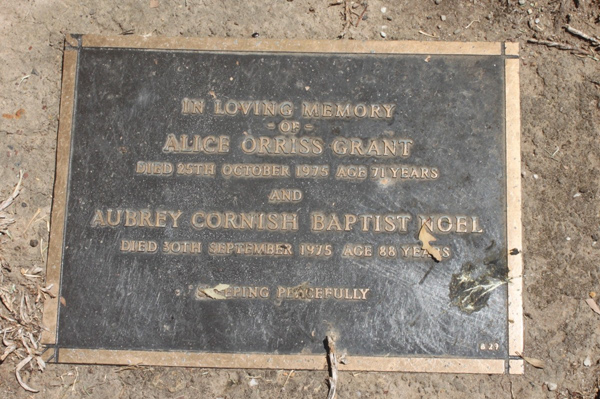 IN LOVING MEMORY
- OF -
ALICE ORRISS GRANT
DIED 25TH OCTOBER 1975 AGE 71 YEARS
AND
AUBREY CORNISH BAPTIST NOEL
DIED 30TH SEPTEMBER 1975 AGE 88 YEARS
PEACEFULLY